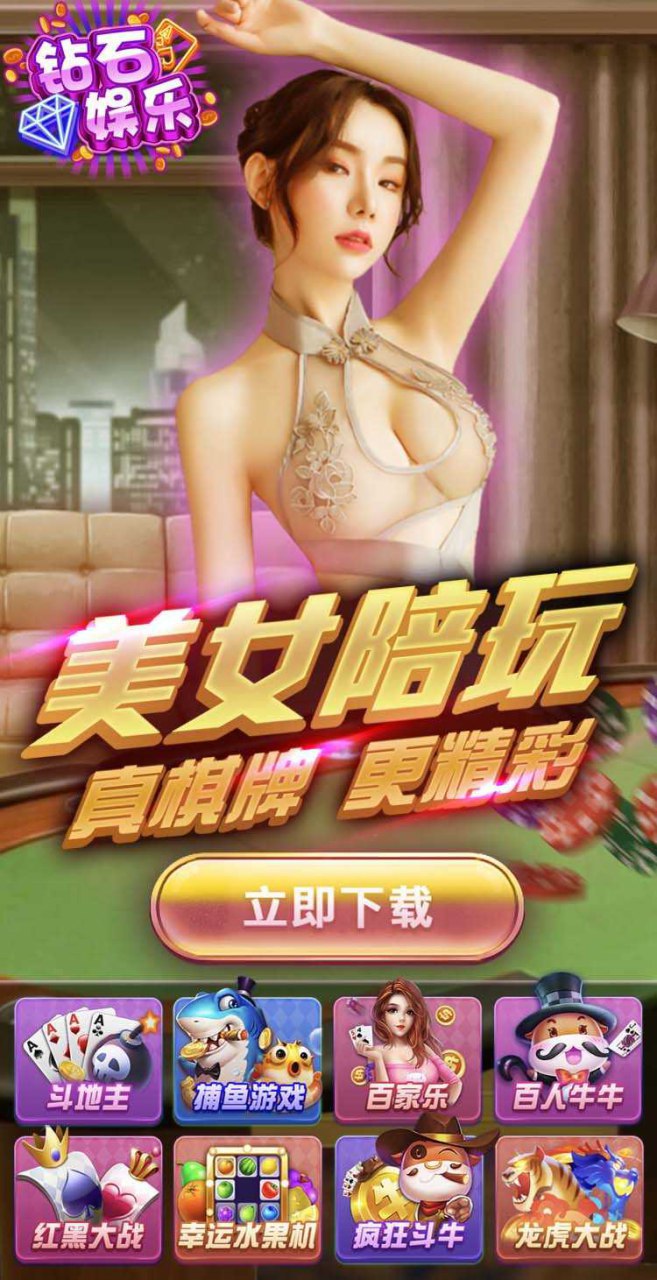 钻石
娱乐
美女陪玩
真棋牌 更精彩
立即下载
斗地主
捕鱼游戏
百家乐
百人牛牛
红黑大战
幸运水果机
疯狂斗牛
龙虎大战